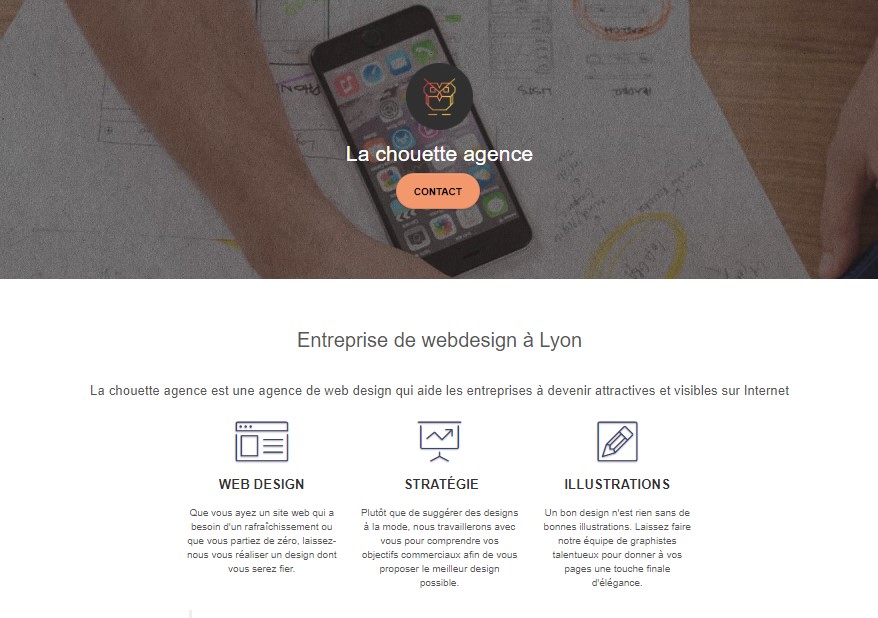 La chouette agence
CONTACT
Entreprise de webdesign à Lyon
La chouette agence est une agence de web design qui aide les entreprises à devenir attractives et visibles sur Internet
WEB DESIGN
Que vous ayez un site web qui a
besoin d'un rafraîchissement ou
que vous partiez de zéro, laissez-
nous vous réaliser un design dont
vous serez fier.
STRATÉGIE
Plutôt que de suggérer des designs
à la mode, nous travaillerons avec
vous pour comprendre vos
objectifs commerciaux afin de vous
proposer le meilleur design
possible.
ILLUSTRATIONS
Un bon design n'est rien sans de
bonnes illustrations. Laissez faire
notre équipe de graphistes
talentueux pour donner à vos
pages une touche finale
d'élégance.